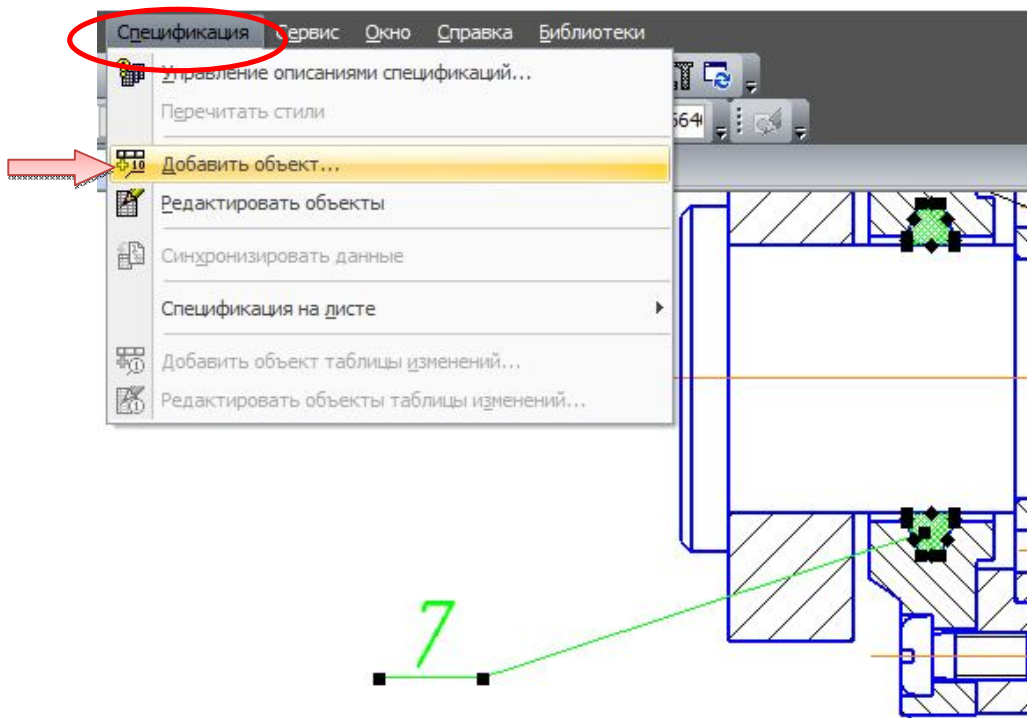 Спецификация Сервис Окно Справка Библиотеки
Управление описаниями спецификаций...
Перечитать стили
564
Добавить объект...
Редактировать объекты
Синхронизировать данные
Спецификация на листе
Добавить объект таблицы изменений...
Редактировать объекты таблицы изменений...
7